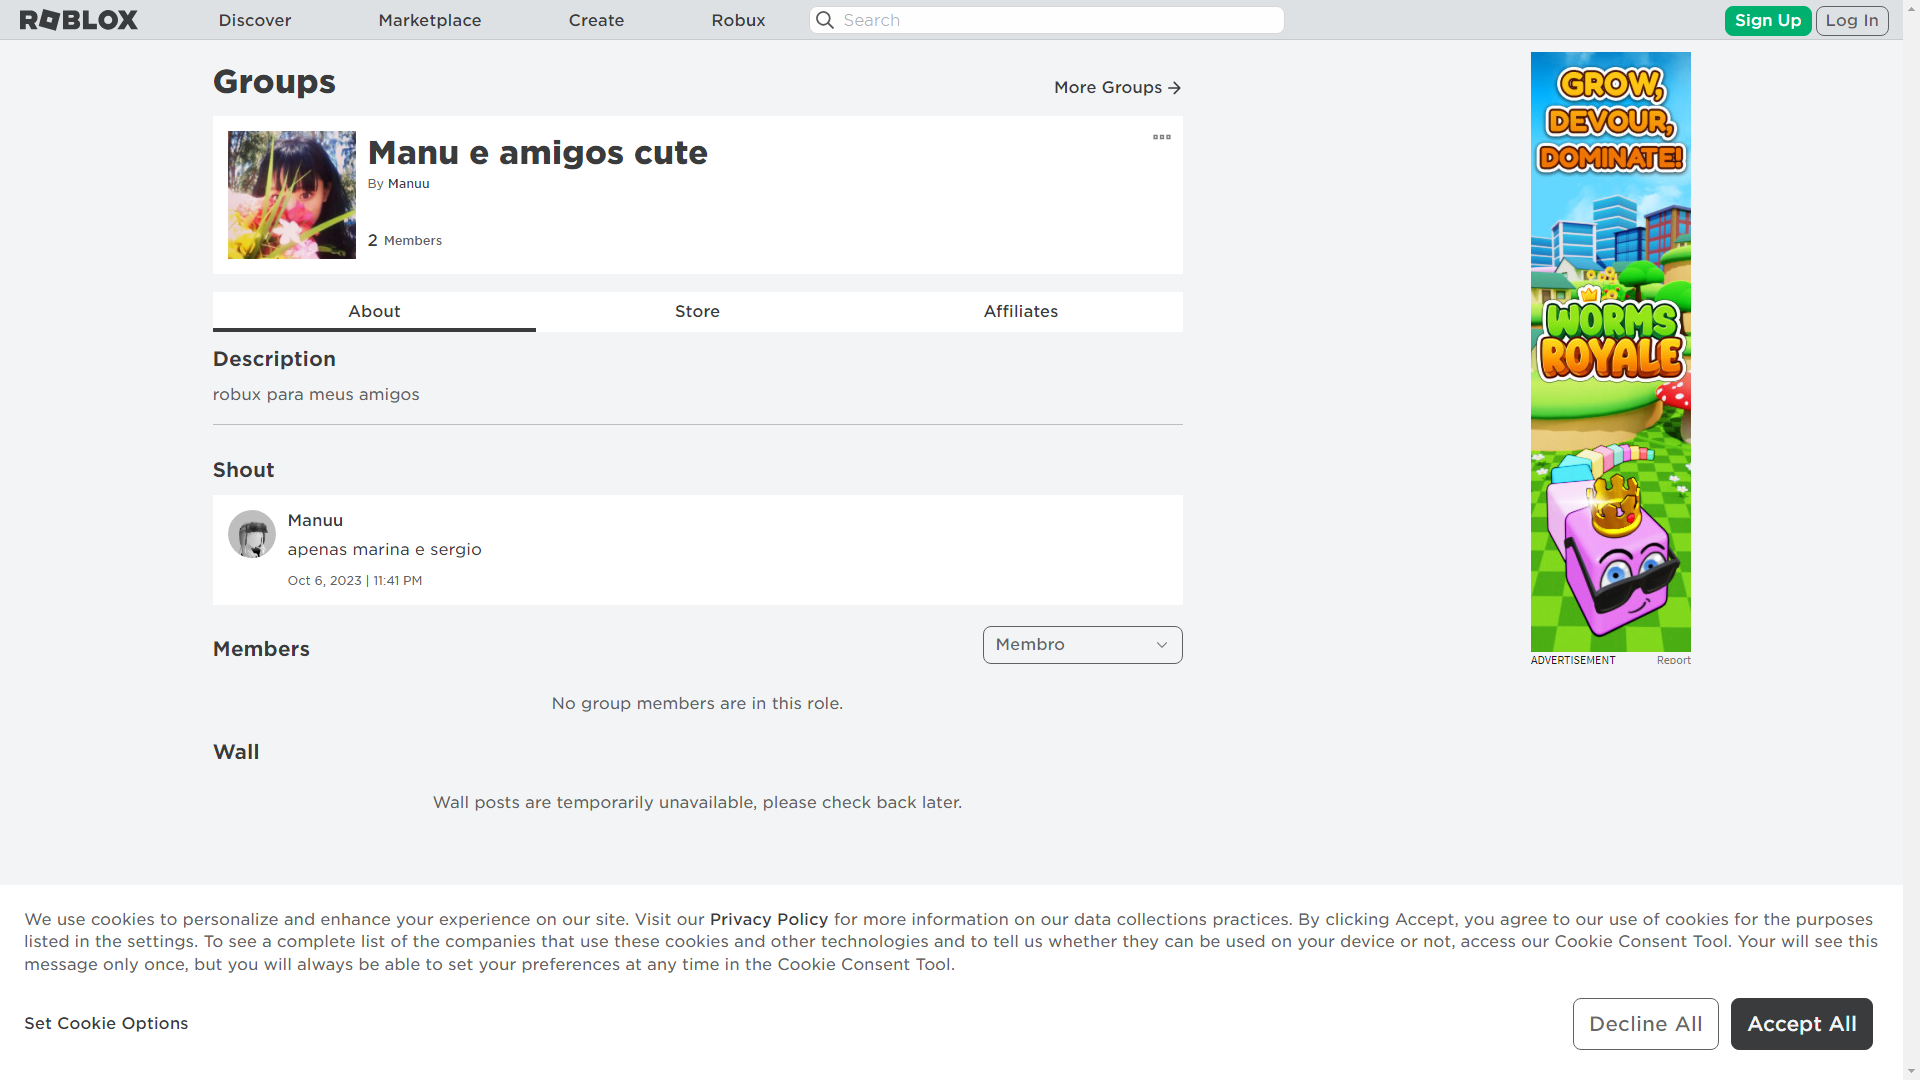 ROBLOX
Discover
Marketplace
Create
Robux
Search
Sign Up
Log In
Groups
More Groups
Manu e amigos cute
By Manuu
2 Members
About
Store
Affiliates
Description
robux para meus amigos
Shout
Manuu
apenas marina e sergio
Oct 6, 2023 | 11:41 PM
Members
Membro
No group members are in this role.
Wall
Wall posts are temporarily unavailable, please check back later.
GROW,
DEVOUR,
DOMINATE!
WORMS
ROYALE
ADVERTISEMENT
Report
We use cookies to personalize and enhance your experience on our site. Visit our Privacy Policy for more information on our data collections practices. By clicking Accept, you agree to our use of cookies for the purposes
listed in the settings. To see a complete list of the companies that use these cookies and other technologies and to tell us whether they can be used on your device or not, access our Cookie Consent Tool. Your will see this
message only once, but you will always be able to set your preferences at any time in the Cookie Consent Tool.
Set Cookie Options
Decline All
Accept All